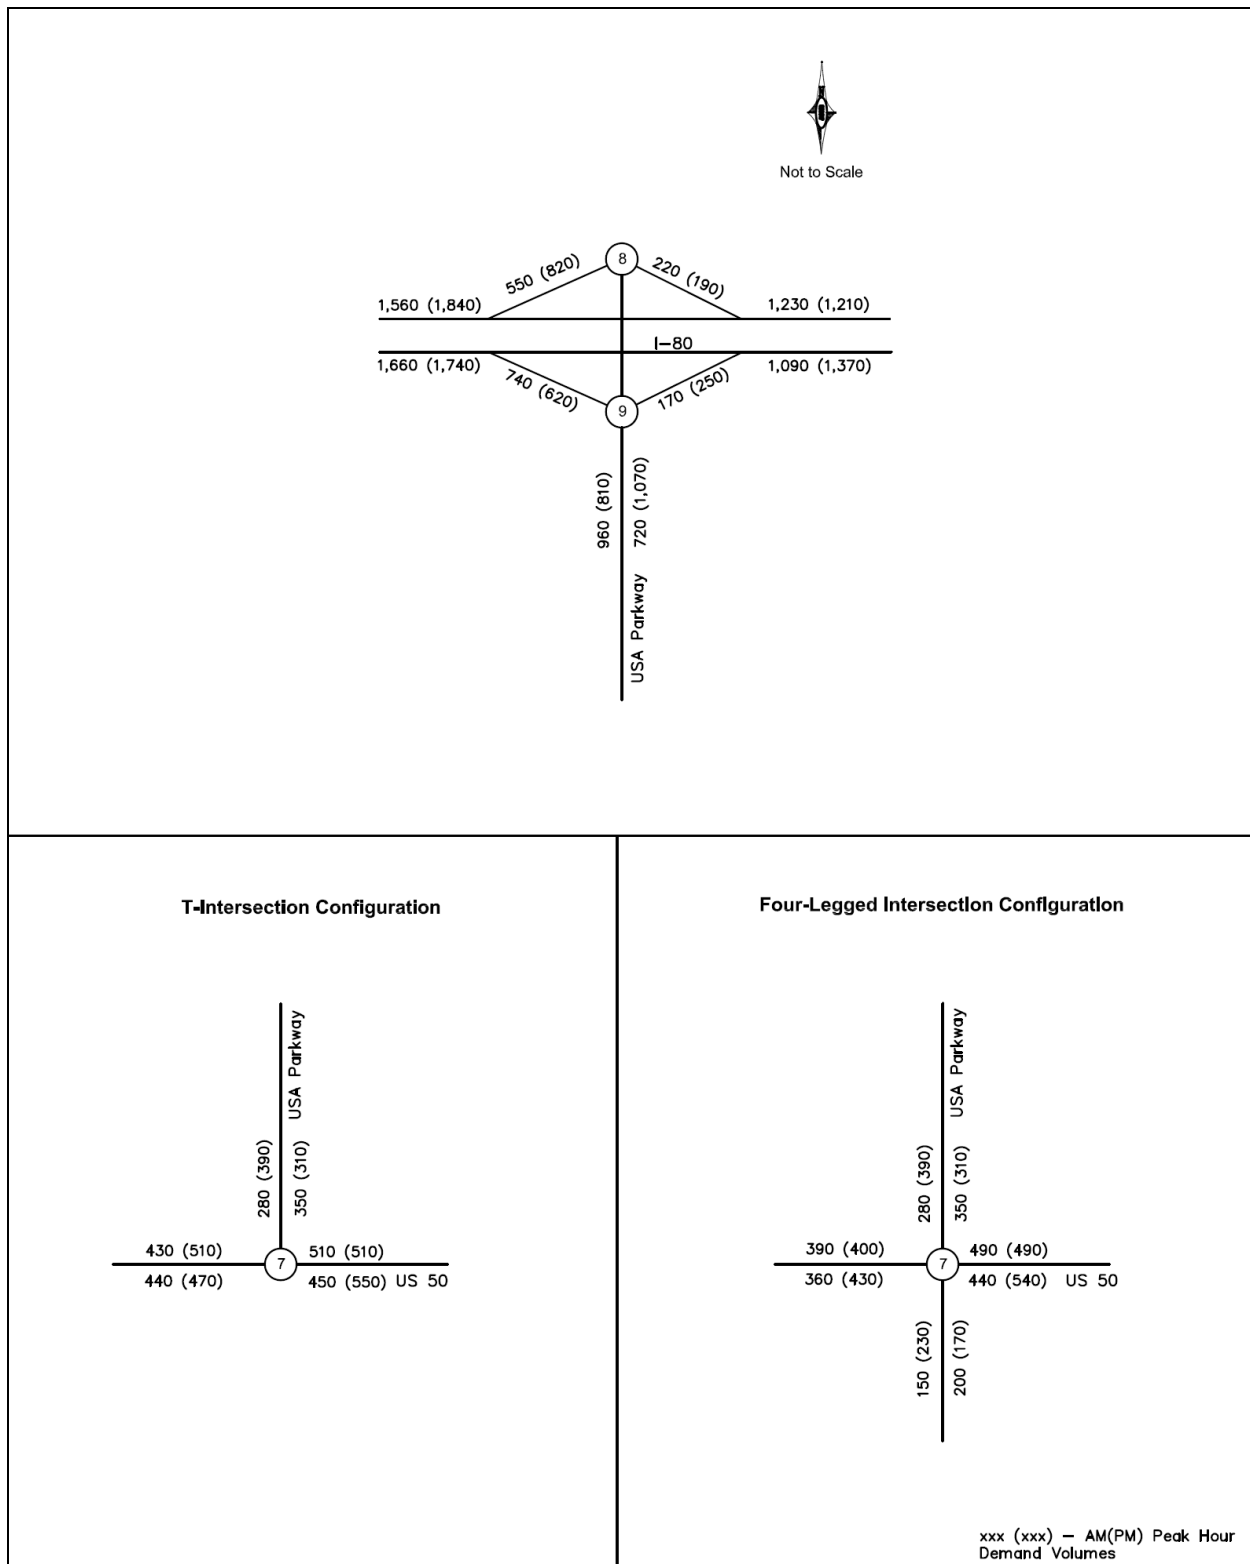 Not to Scale
8
550 (820)
220 (190)
1,560 (1,840)
1,230 (1,210)
I-80
1,660 (1,740)
1,090 (1,370)
740 (620)
170 (250)
9
960 (810)
720 (1,070)
USA Parkway
T-Intersection Configuration
USA Parkway
280 (390)
350 (310)
430 (510)
510 (510)
7
440 (470)
450 (550) US 50
Four-Legged Intersection Configuration
USA Parkway
280 (390)
350 (310)
390 (400)
490 (490)
7
360 (430)
440 (540) US 50
150 (230)
200 (170)
xxx (xxx) – AM(PM) Peak Hour
Demand Volumes